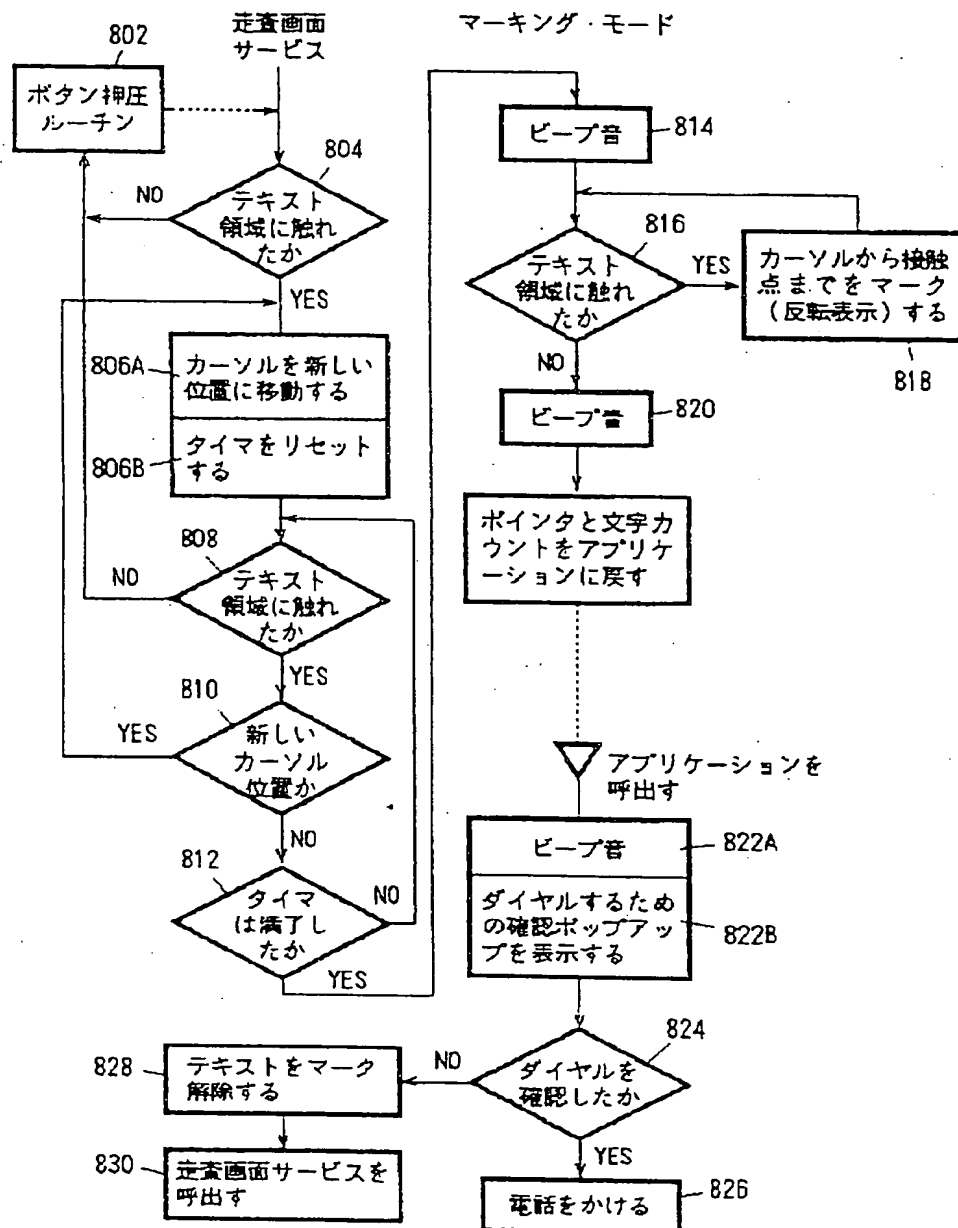 走査画面
サービス
マーキング・モード
802
ボタン押圧
ルーチン
804
テキスト
領域に触れ
たか
NO
YES
806A
カーソルを新しい
位置に移動する
806B
タイマをリセット
する
808
テキスト
領域に触れ
たか
NO
YES
810
新しい
カーソル
位置か
YES
NO
812
タイマ
は満了し
たか
NO
YES
ビープ音
814
816
テキスト
領域に触れ
たか
YES
NO
カーソルから接触
点までをマーク
(反転表示)する
818
ビープ音
820
ポインタと文字カ
ウントをアプリケ
ーションに戻す
アプリケーションを
呼出す
ビープ音
822A
ダイヤルするため
の確認ポップアッ
プを表示する
822B
824
ダイヤルを
確認したか
NO
YES
828
テキストをマーク
解除する
830
走査画面サービスを
呼出す
電話をかける
826